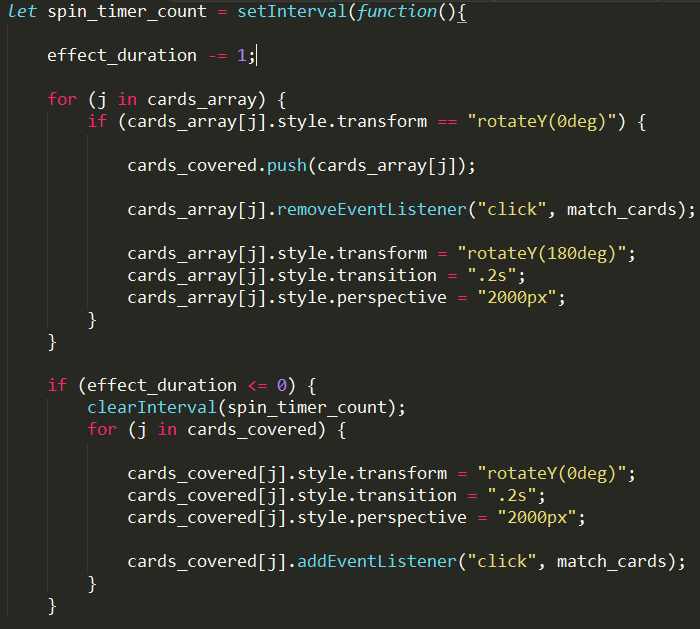 let spin_timer_count = setInterval(function(){
effect_duration -= 1;
for (j in cards_array) {
if (cards_array[j].style.transform == "rotateY(0deg)") {
cards_covered.push(cards_array[j]);
cards_array[j].removeEventListener("click", match_cards);
cards_array[j].style.transform = "rotateY(180deg)";
cards_array[j].style.transition = ".2s";
cards_array[j].style.perspective = "2000px";
}
}
if (effect_duration <= 0) {
clearInterval(spin_timer_count);
for (j in cards_covered) {
cards_covered[j].style.transform = "rotateY(0deg)";
cards_covered[j].style.transition = ".2s";
cards_covered[j].style.perspective = "2000px";
cards_covered[j].addEventListener("click", match_cards);
}
}